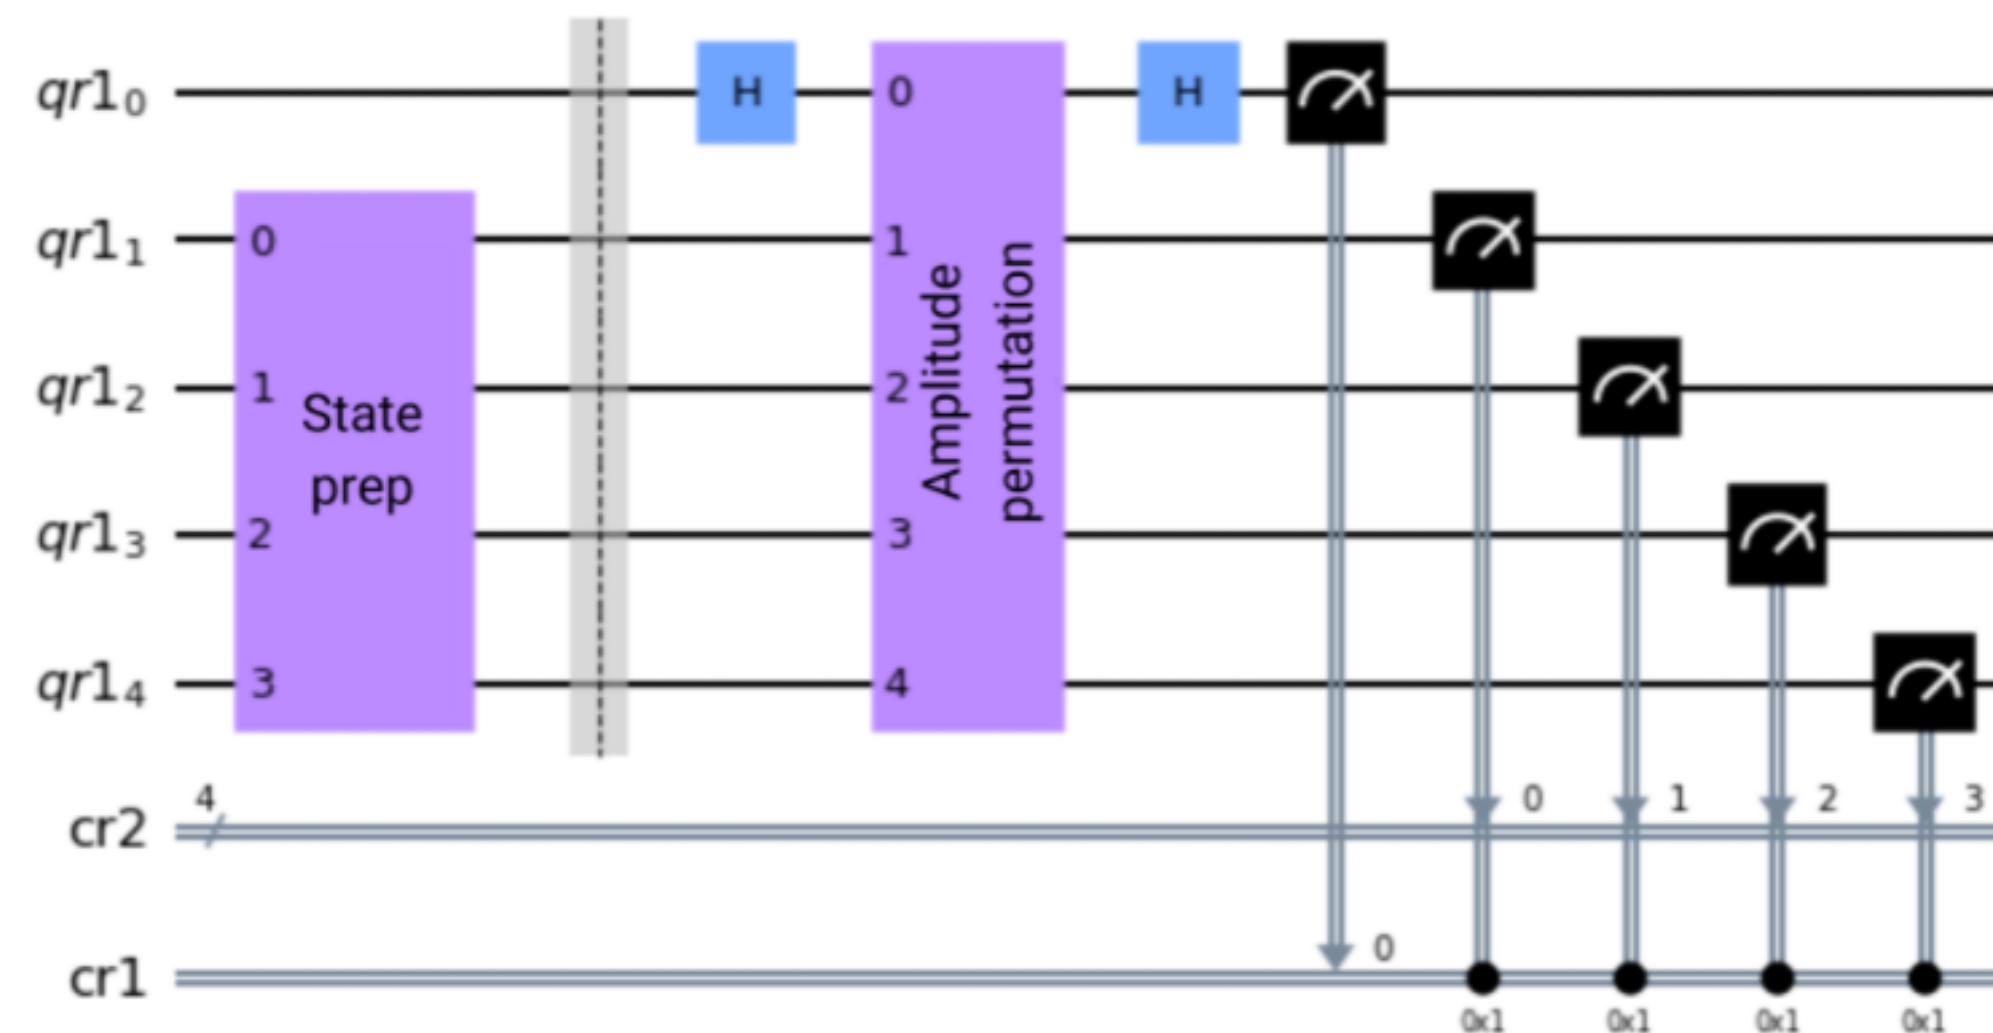 qr1₀ H 0 H
qr1₁ 0 1
qr1₂ 1 2
State
prep
Amplitude
permutation
qr1₃ 2 3
qr1₄ 3 4
4 0 1 2 3
cr2
0
cr1
0x1 0x1 0x1 0x1